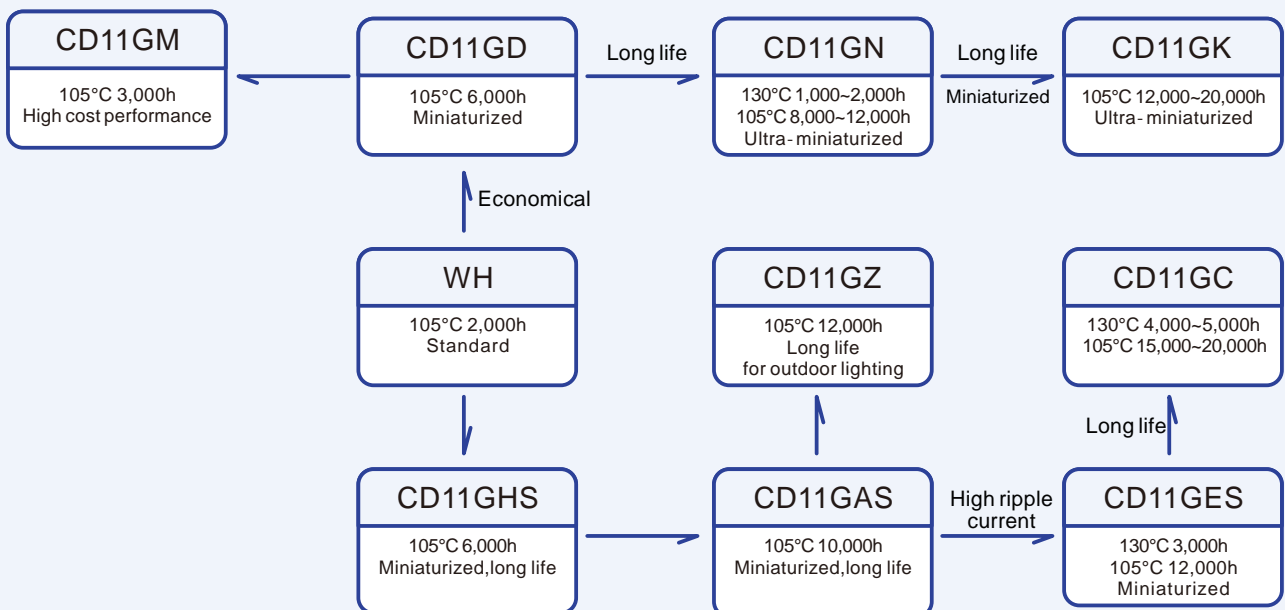 CD11GM
105°C 3,000h
High cost performance
CD11GD
105°C 6,000h
Miniaturized
Long life
CD11GN
130°C 1,000~2,000h
105°C 8,000~12,000h
Ultra-miniaturized
Long life
Miniaturized
CD11GK
105°C 12,000~20,000h
Ultra-miniaturized
Economical
WH
105°C 2,000h
Standard
CD11GZ
105°C 12,000h
Long life
for outdoor lighting
CD11GC
130°C 4,000~5,000h
105°C 15,000~20,000h
Long life
CD11GHS
105°C 6,000h
Miniaturized,long life
CD11GAS
105°C 10,000h
Miniaturized,long life
High ripple
current
CD11GES
130°C 3,000h
105°C 12,000h
Miniaturized